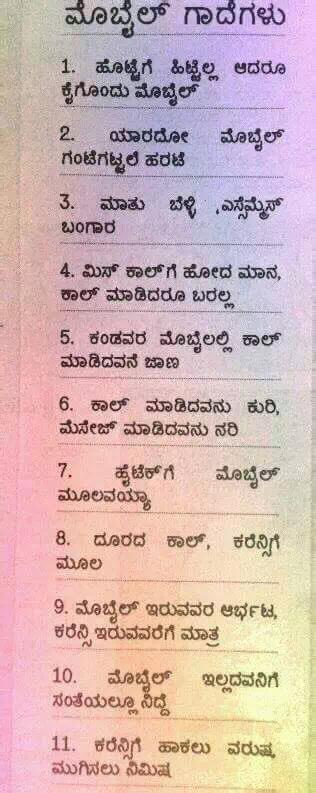 ಮೊಬೈಲ್ ಗಾದೆಗಳು
1. ಹೊಟ್ಟೆಗೆ ಹಿಟ್ಟಿಲ್ಲ ಆದರೂ
ಕೈಗೊಂದು ಮೊಬೈಲ್
2. ಯಾರದೋ ಮೊಬೈಲ್
ಗಂಟೆಗಟ್ಟಲೆ ಹರಟೆ
3. ಮಾತು ಬೆಳ್ಳಿ ,ಎಸ್ಸೆಮ್ಮೆಸ್
ಬಂಗಾರ
4. ಮಿಸ್ ಕಾಲ್‌ಗೆ ಹೋದ ಮಾನ,
ಕಾಲ್ ಮಾಡಿದರೂ ಬರಲ್ಲ
5. ಕಂಡವರ ಮೊಬೈಲಲ್ಲಿ ಕಾಲ್
ಮಾಡಿದವನೆ ಜಾಣ
6. ಕಾಲ್ ಮಾಡಿದವನು ಕುರಿ,
ಮೆಸೇಜ್ ಮಾಡಿದವನು ನರಿ
7. ಹೈಟೆಕ್‌ಗೆ ಮೊಬೈಲ್
ಮೂಲವಯ್ಯಾ
8. ದೂರದ ಕಾಲ್, ಕರೆನ್ಸಿಗೆ
ಮೂಲ
9. ಮೊಬೈಲ್ ಇರುವವರ ಆರ್ಭಟ,
ಕರೆನ್ಸಿ ಇರುವವರೆಗೆ ಮಾತ್ರ
10. ಮೊಬೈಲ್ ಇಲ್ಲದವನಿಗೆ
ಸಂತೆಯಲ್ಲೂ ನಿದ್ದೆ
11. ಕರೆನ್ಸಿಗೆ ಹಾಕಲು ವರುಷ,
ಮುಗಿಸಲು ನಿಮಿಷ